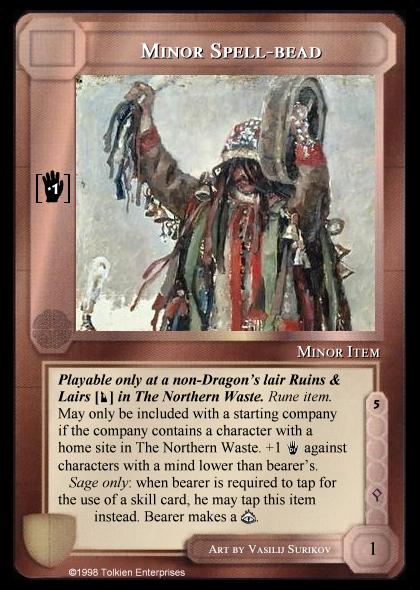 Minor Spell-bead
1
Minor Item
Playable only at a non-Dragon's lair Ruins &
Lairs [] in The Northern Waste. Rune item.
May only be included with a starting company
if the company contains a character with a
home site in The Northern Waste. +1 against
characters with a mind lower than bearer's.
Sage only: when bearer is required to tap for
the use of a skill card, he may tap this item
instead. Bearer makes a .
5
Art by Vasilij Surikov
1
©1998 Tolkien Enterprises